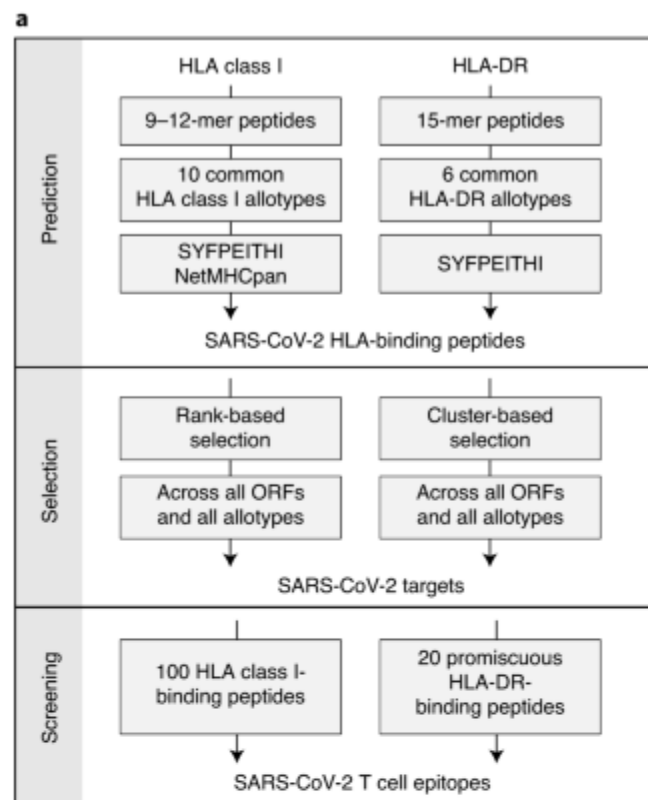 a
HLA class I
HLA-DR
Prediction
9–12-mer peptides
15-mer peptides
10 common
HLA class I allotypes
6 common
HLA-DR allotypes
SYFPEITHI
NetMHCpan
SYFPEITHI
SARS-CoV-2 HLA-binding peptides
Selection
Rank-based
selection
Cluster-based
selection
Across all ORFs
and all allotypes
Across all ORFs
and all allotypes
SARS-CoV-2 targets
Screening
100 HLA class I-
binding peptides
20 promiscuous
HLA-DR-
binding peptides
SARS-CoV-2 T cell epitopes